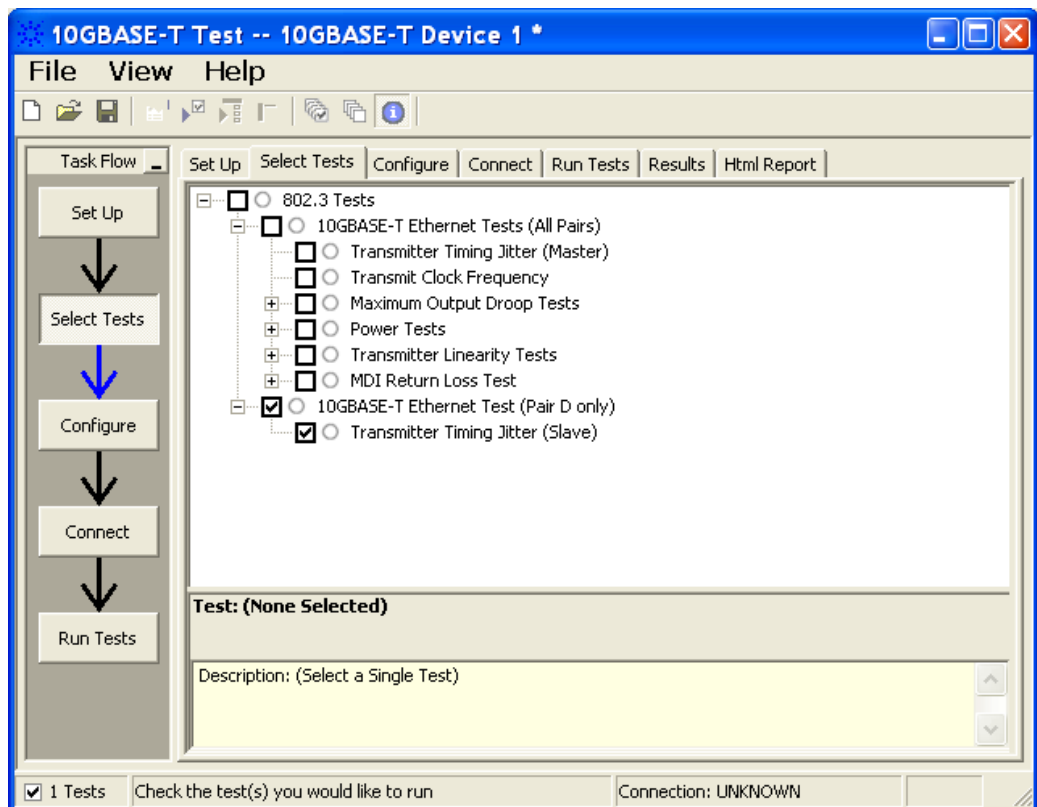 10GBASE-T Test -- 10GBASE-T Device 1 *
File View Help
Task Flow
Set Up
Select Tests
Configure
Connect
Run Tests
Set Up Select Tests Configure Connect Run Tests Results Html Report
802.3 Tests
10GBASE-T Ethernet Tests (All Pairs)
Transmitter Timing Jitter (Master)
Transmit Clock Frequency
Maximum Output Droop Tests
Power Tests
Transmitter Linearity Tests
MDI Return Loss Test
10GBASE-T Ethernet Test (Pair D only)
Transmitter Timing Jitter (Slave)
Test: (None Selected)
Description: (Select a Single Test)
1 Tests Check the test(s) you would like to run Connection: UNKNOWN